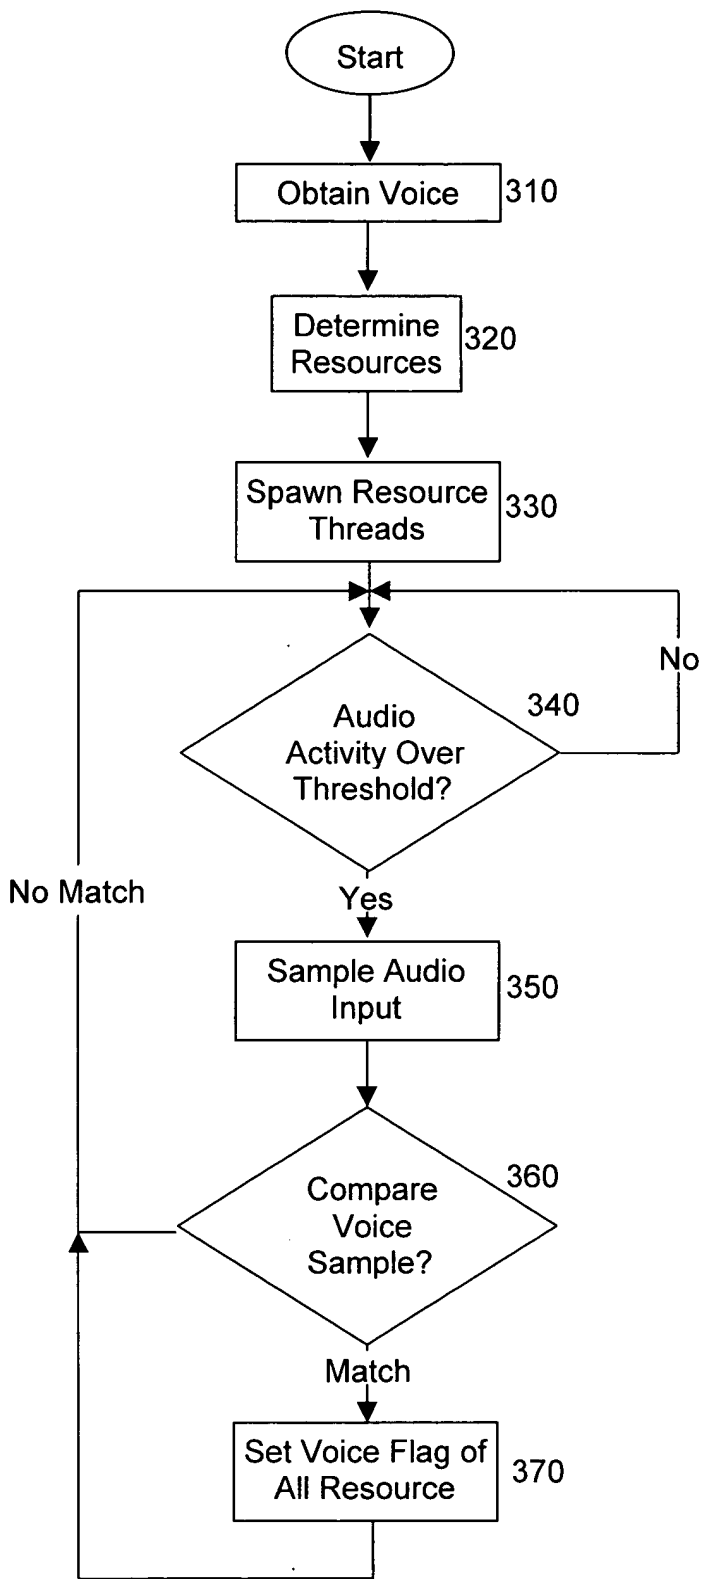 Start
Obtain Voice 310
Determine
Resources 320
Spawn Resource
Threads 330
No
340
Audio
Activity Over
Threshold?
No Match
Yes
Sample Audio
Input 350
360
Compare
Voice
Sample?
Match
Set Voice Flag of
All Resource 370